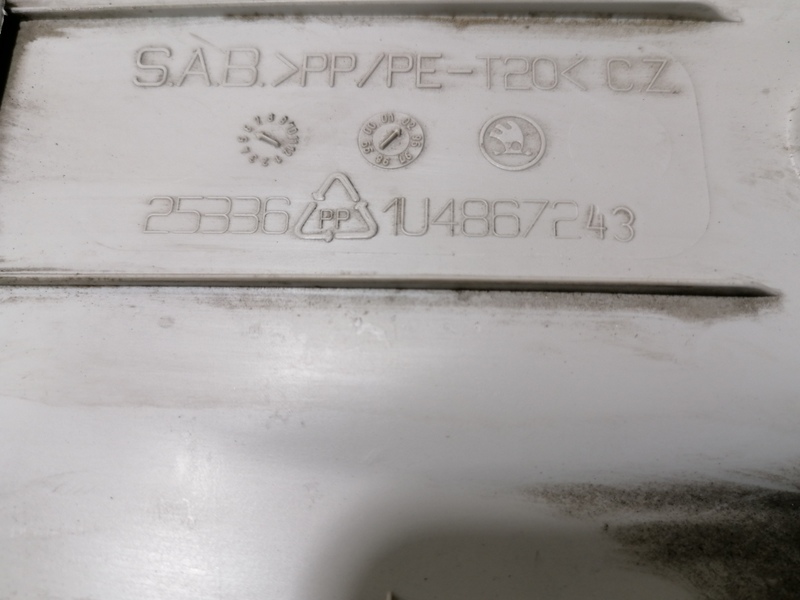 S.A.B. >PP/PE-T20< CZ.
25336 PP 1U4867243